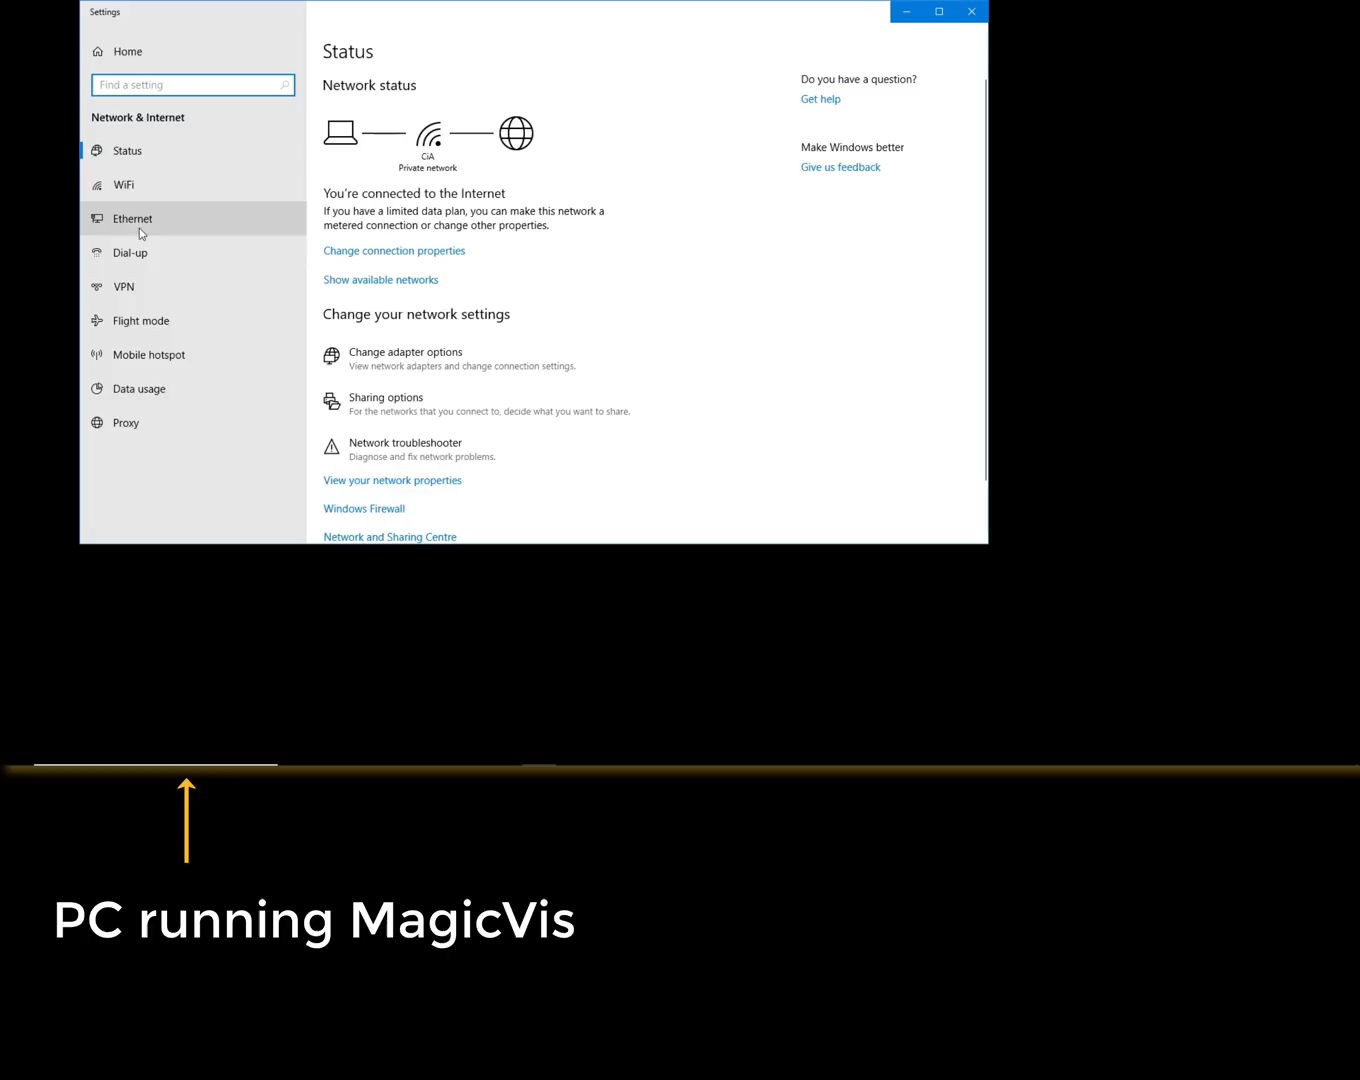 Settings
Home
Find a setting
Network & Internet
Status
WiFi
Ethernet
Dial-up
VPN
Flight mode
Mobile hotspot
Data usage
Proxy
Status
Network status
CiA
Private network
You're connected to the Internet
If you have a limited data plan, you can make this network a
metered connection or change other properties.
Change connection properties
Show available networks
Change your network settings
Change adapter options
View network adapters and change connection settings.
Sharing options
For the networks that you connect to, decide what you want to share.
Network troubleshooter
Diagnose and fix network problems.
View your network properties
Windows Firewall
Network and Sharing Centre
Do you have a question?
Get help
Make Windows better
Give us feedback
PC running MagicVis